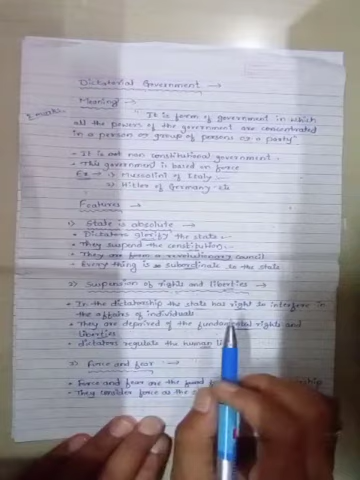 Dictatorial Government →
Meaning →
5 marks
"It is form of government in which
all the powers of the government are concentrated
in a person or group of persons or a party"
• It is not non constitutional government.
• This government is based on force
Ex → 1) Mussolini of Italy
2) Hitler of Germany etc
Features →
1) State is absolute →
• Dictators glorify the state
• They suspend the constitution
• They are form a revolutionary council
• Every thing is subordinate to the state
2) Suspension of rights and liberties →
• In the dictatorship the state has right to interfere in
the affairs of individuals
• They are deprived of the fundamental rights and
liberties
• dictators regulate the human
3) Force and fear →
• Force and fear are the
• They consider force as the